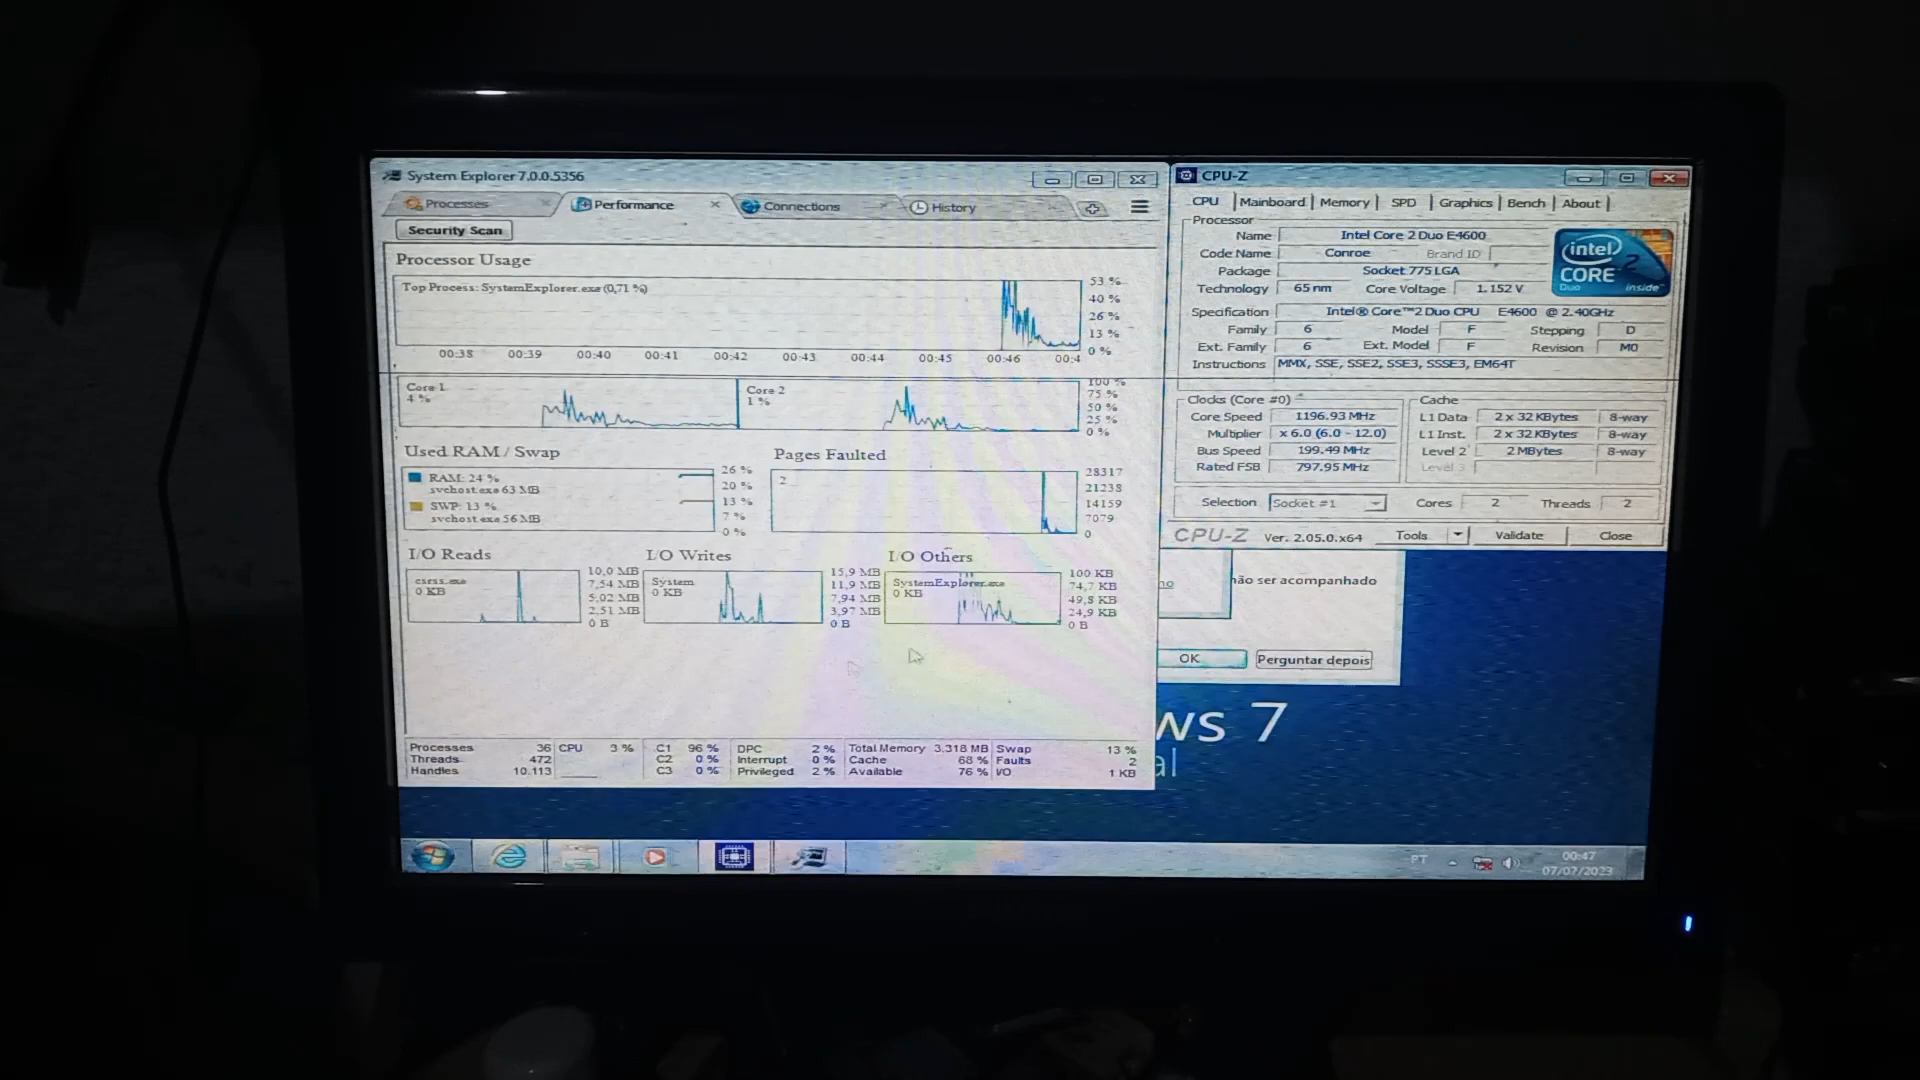 System Explorer 7.0.0.5356
Processes
Performance
Connections
History
Security Scan
Processor Usage
Top Process: SystemExplorer.exe (0,71 %)
53 %
40 %
26 %
13 %
0 %
00:38 00:39 00:40 00:41 00:42 00:43 00:44 00:45 00:46 00:4
Core 1
4 %
Core 2
1 %
100 %
75 %
50 %
25 %
0 %
Used RAM / Swap
RAM: 24 %
svchost.exe 63 MB
SWP: 13 %
svchost.exe 56 MB
26 %
20 %
13 %
7 %
0 %
Pages Faulted
2
28317
21238
14159
7079
0
I/O Reads
csrss.exe
0 KB
10,0 MB
7,54 MB
5,02 MB
2,51 MB
0 B
I/O Writes
System
0 KB
15,9 MB
11,9 MB
7,94 MB
3,97 MB
0 B
I/O Others
SystemExplorer.exe
0 KB
100 KB
74,7 KB
49,8 KB
24,9 KB
0 B
Processes 36 CPU 3 % C1 96 % DPC 2 % Total Memory 3.318 MB Swap 13 %
Threads 472 C2 0 % Interrupt 0 % Cache 68 % Faults 2
Handles 10.113 C3 0 % Privileged 2 % Available 76 % I/O 1 KB
CPU-Z
CPU Mainboard Memory SPD Graphics Bench About
Processor
Name Intel Core 2 Duo E4600
Code Name Conroe Brand ID
Package Socket 775 LGA
Technology 65 nm Core Voltage 1.152 V
intel
CORE 2
Duo inside
Specification Intel® Core™2 Duo CPU E4600 @ 2.40GHz
Family 6 Model F Stepping D
Ext. Family 6 Ext. Model F Revision M0
Instructions MMX, SSE, SSE2, SSE3, SSSE3, EM64T
Clocks (Core #0)
Core Speed 1196.93 MHz
Multiplier x 6.0 (6.0 - 12.0)
Bus Speed 199.49 MHz
Rated FSB 797.95 MHz
Cache
L1 Data 2 x 32 KBytes 8-way
L1 Inst. 2 x 32 KBytes 8-way
Level 2 2 MBytes 8-way
Level 3
Selection Socket #1 Cores 2 Threads 2
CPU-Z Ver. 2.05.0.x64 Tools Validate Close
no
não ser acompanhado
OK
Perguntar depois
ws 7
al
PT
00:47
07/07/2023